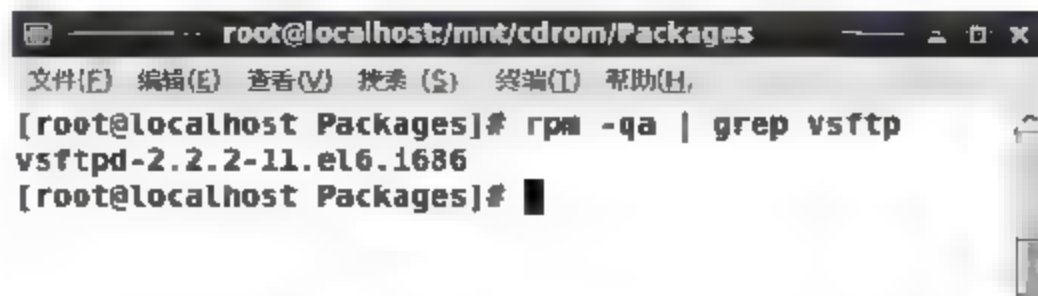 root@localhost:/mnt/cdrom/Packages
文件(F) 编辑(E) 查看(V) 搜索 (S) 终端(T) 帮助(H)
[root@localhost Packages]# rpm -qa | grep vsftp
vsftpd-2.2.2-11.el6.i686
[root@localhost Packages]#